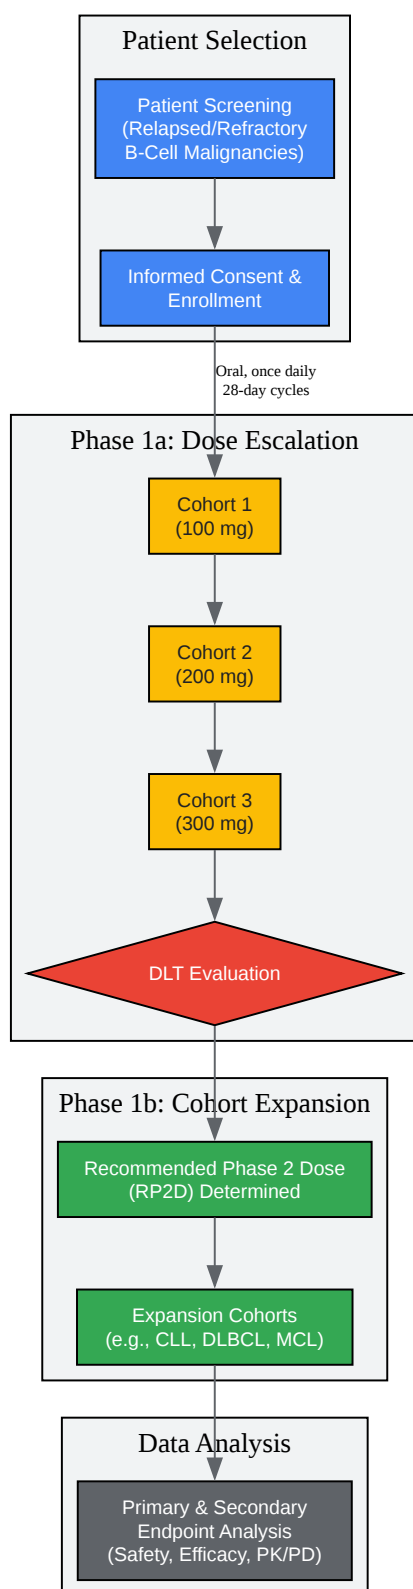 Patient Selection
Patient Screening
(Relapsed/Refractory
B-Cell Malignancies)
Informed Consent &
Enrollment
Oral, once daily
28-day cycles
Phase 1a: Dose Escalation
Cohort 1
(100 mg)
Cohort 2
(200 mg)
Cohort 3
(300 mg)
DLT Evaluation
Phase 1b: Cohort Expansion
Recommended Phase 2 Dose
(RP2D) Determined
Expansion Cohorts
(e.g., CLL, DLBCL, MCL)
Data Analysis
Primary & Secondary
Endpoint Analysis
(Safety, Efficacy, PK/PD)